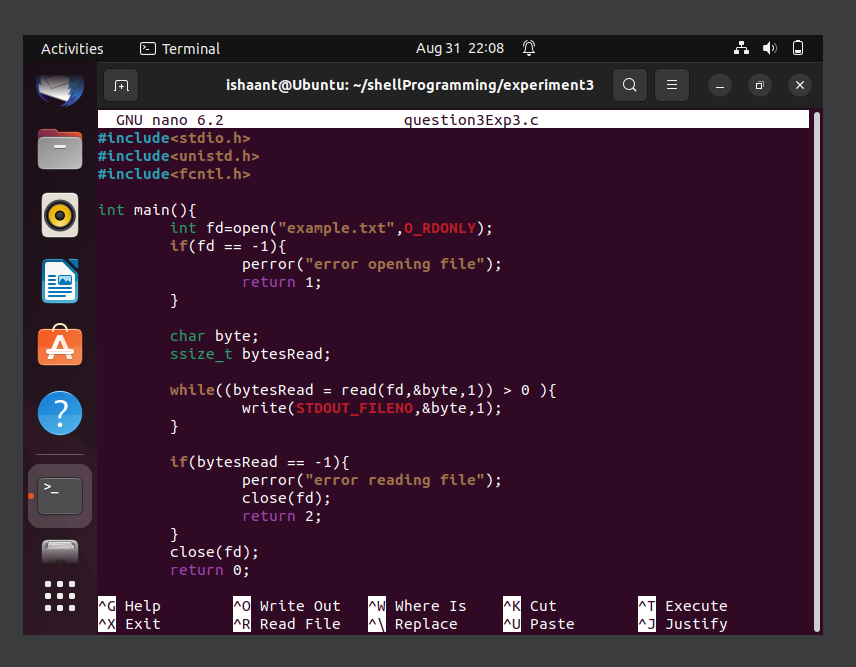 Activities Terminal Aug 31 22:08
ishaant@Ubuntu: ~/shellProgramming/experiment3
GNU nano 6.2 question3Exp3.c
#include<stdio.h>
#include<unistd.h>
#include<fcntl.h>
int main(){
int fd=open("example.txt",O_RDONLY);
if(fd == -1){
perror("error opening file");
return 1;
}
char byte;
ssize_t bytesRead;
while((bytesRead = read(fd,&byte,1)) > 0 ){
write(STDOUT_FILENO,&byte,1);
}
if(bytesRead == -1){
perror("error reading file");
close(fd);
return 2;
}
close(fd);
return 0;
^G Help ^O Write Out ^W Where Is ^K Cut ^T Execute
^X Exit ^R Read File ^\ Replace ^U Paste ^J Justify